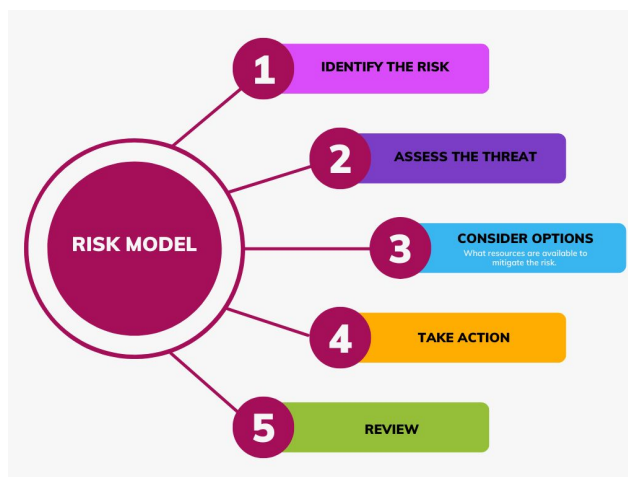 RISK MODEL
1
IDENTIFY THE RISK
2
ASSESS THE THREAT
3
CONSIDER OPTIONS
What resources are available to
mitigate the risk.
4
TAKE ACTION
5
REVIEW